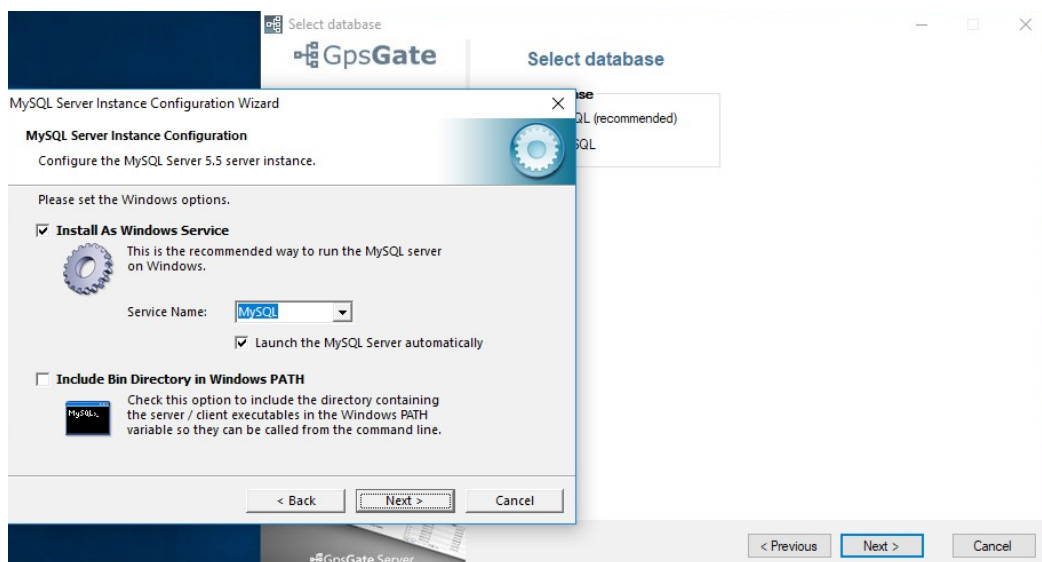 Select database
GpsGate
Select database
MySQL Server Instance Configuration Wizard
MySQL Server Instance Configuration
Configure the MySQL Server 5.5 server instance.
QL (recommended)
SQL
Please set the Windows options.
Install As Windows Service
This is the recommended way to run the MySQL server
on Windows.
Service Name:
MySQL
Launch the MySQL Server automatically
Include Bin Directory in Windows PATH
MySQL>_
Check this option to include the directory containing
the server / client executables in the Windows PATH
variable so they can be called from the command line.
< Back
Next >
Cancel
GpsGate Server
< Previous
Next >
Cancel